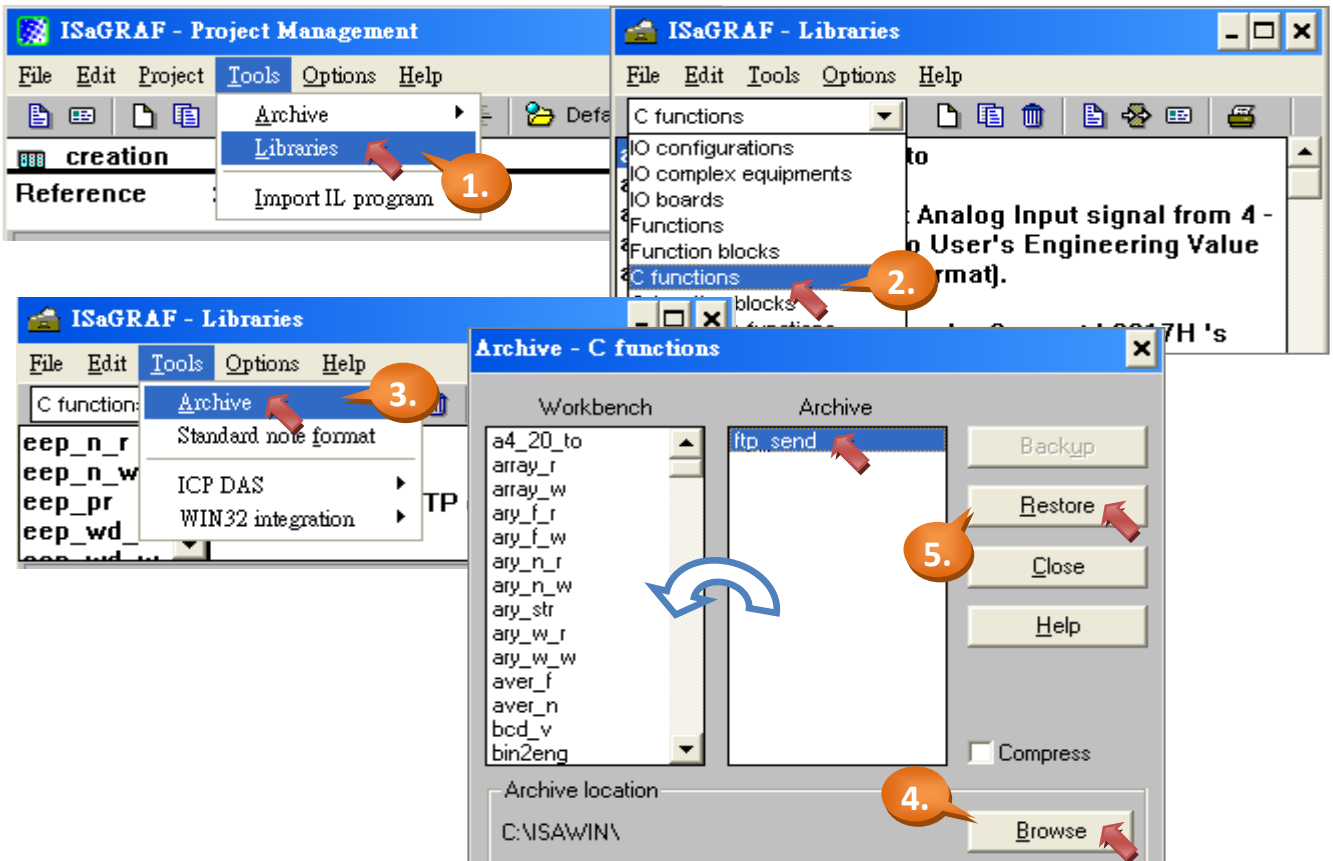 ISaGRAF - Project Management
File Edit Project Tools Options Help
Defa
Archive
Libraries
Import IL program
creation
Reference :
1.
ISaGRAF - Libraries
File Edit Tools Options Help
C functions
IO configurations
IO complex equipments
IO boards
Functions
Function blocks
C functions
blocks
to
: Analog Input signal from 4 -
o User's Engineering Value
rmat).
7H 's
2.
ISaGRAF - Libraries
File Edit Tools Options Help
C function
Archive
Standard note format
ICP DAS
WIN32 integration
eep_n_r
eep_n_w
eep_pr
eep_wd_
TP
3.
Archive - C functions
Workbench
Archive
a4_20_to
array_r
array_w
ary_f_r
ary_f_w
ary_n_r
ary_n_w
ary_str
ary_w_r
ary_w_w
aver_f
aver_n
bcd_v
bin2eng
ftp_send
Backup
Restore
5.
Close
Help
Compress
Archive location
4.
C:\ISAWIN\
Browse